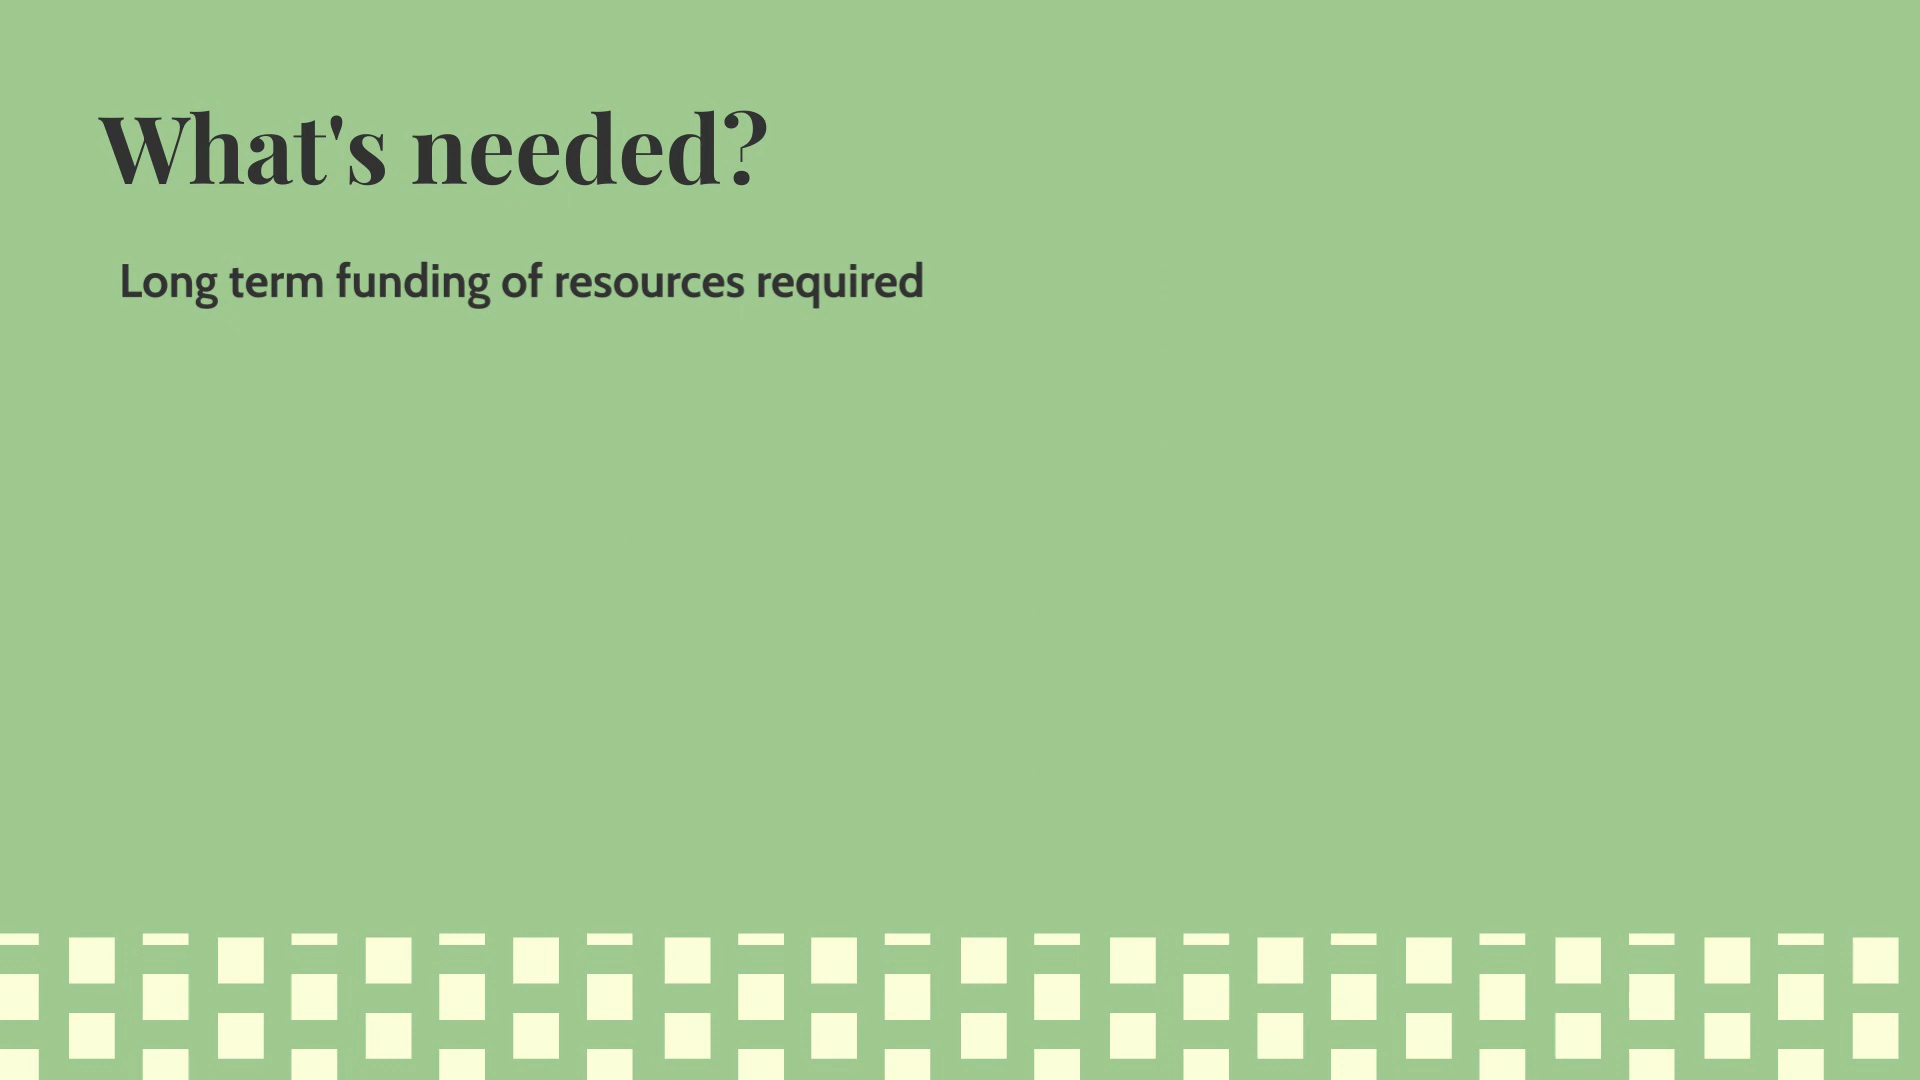 What's needed?
Long term funding of resources required